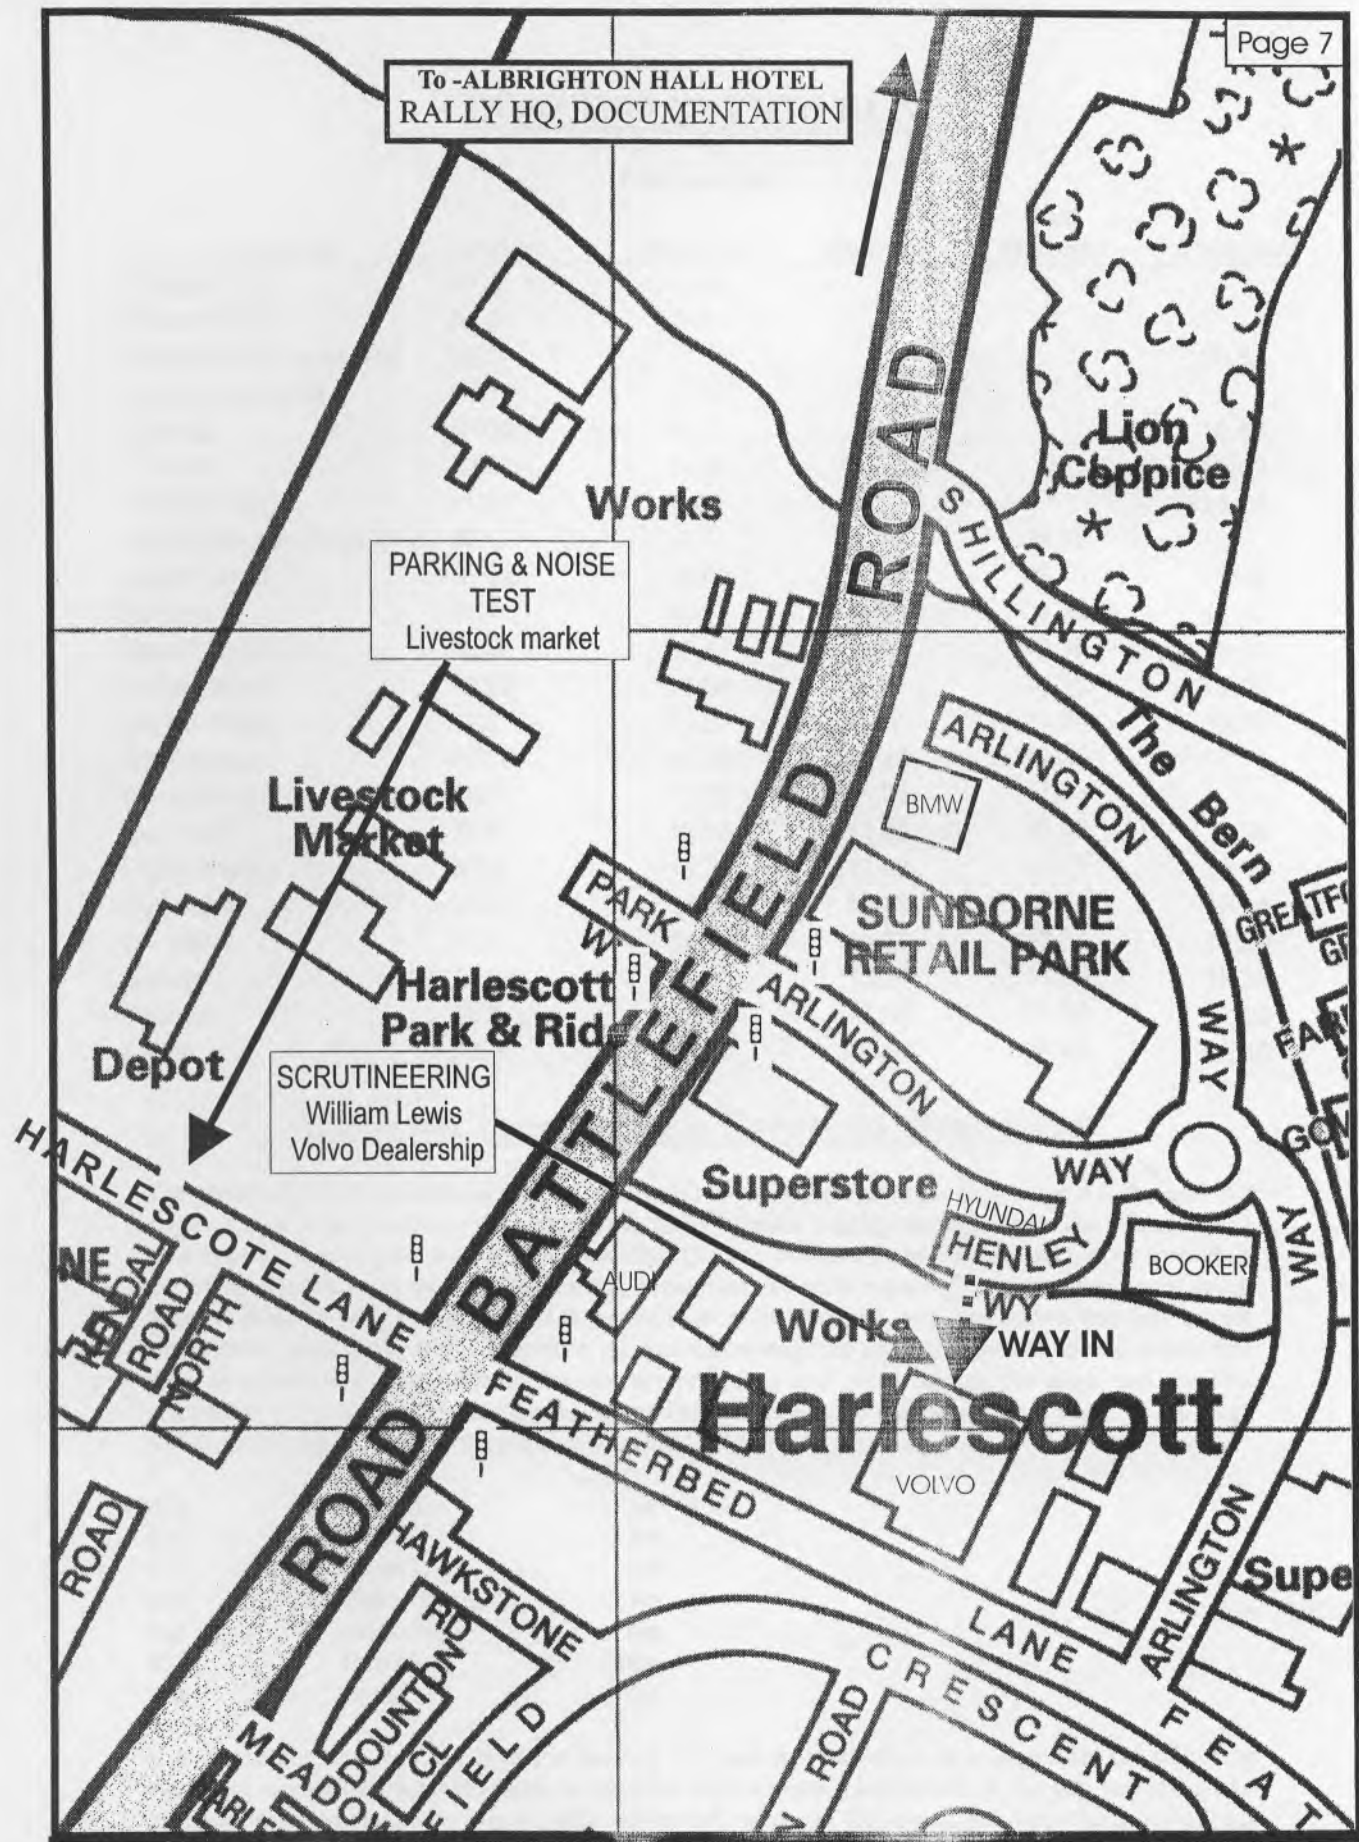 Page 7
To -ALBRIGHTON HALL HOTEL
RALLY HQ, DOCUMENTATION
Lion
Coppice
Works
ROAD
SHILLINGTON
PARKING & NOISE
TEST
Livestock market
ARLINGTON
The Bern
BMW
Livestock
Market
BATTLEFIELD
PARK
W
SUNDORNE
RETAIL PARK
GREATFO
ARLINGTON
WAY
Harlescott
Park & Ride
Depot
SCRUTINEERING
William Lewis
Volvo Dealership
HARLESCOTE LANE
Superstore
WAY
HYUNDAI
HENLEY
WY
BOOKER
WAY
NE
KENDAL
ROAD
NORTH
AUDI
Works
WAY IN
Harlescott
FEATHERBED
LANE
VOLVO
ROAD
ROAD
HAWKSTONE
RD
ARLINGTON
Supe
DOUNTON
CL
FIELD
MEADOW
HARLE
CRESCENT
ROAD
N
FEAT